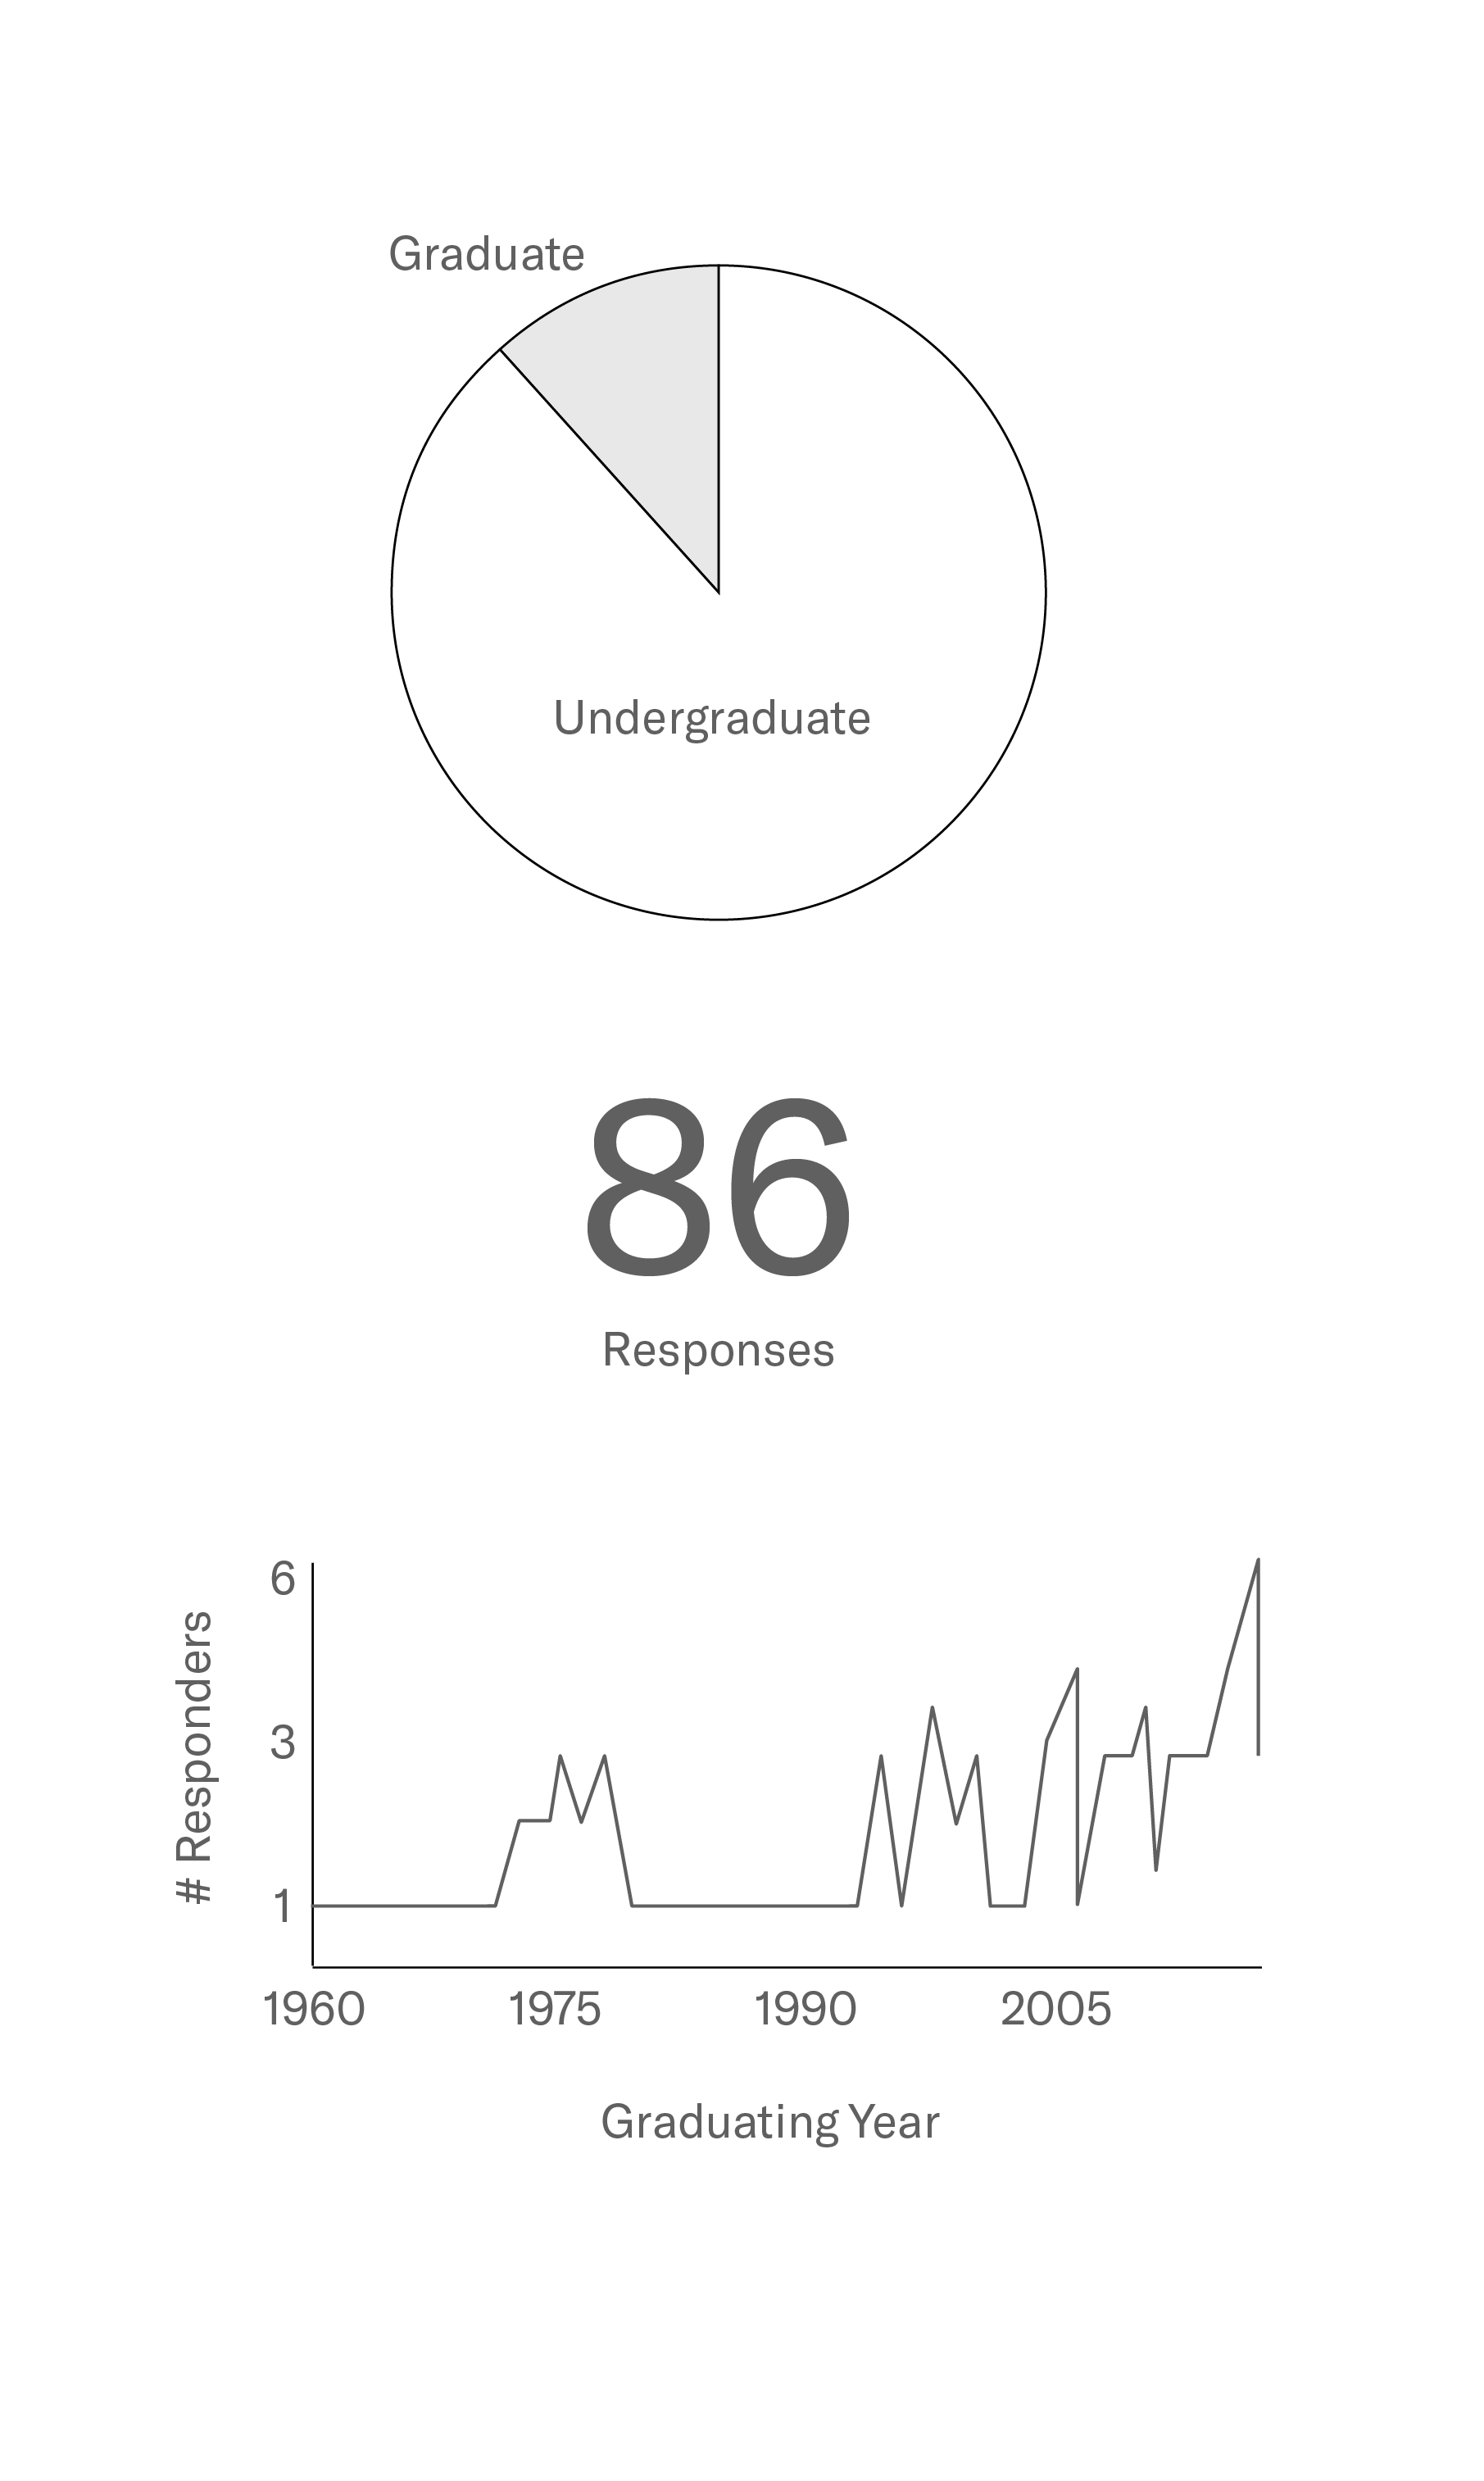 Graduate
Undergraduate
86
Responses
6
3
1
# Responders
1960 1975 1990 2005
Graduating Year